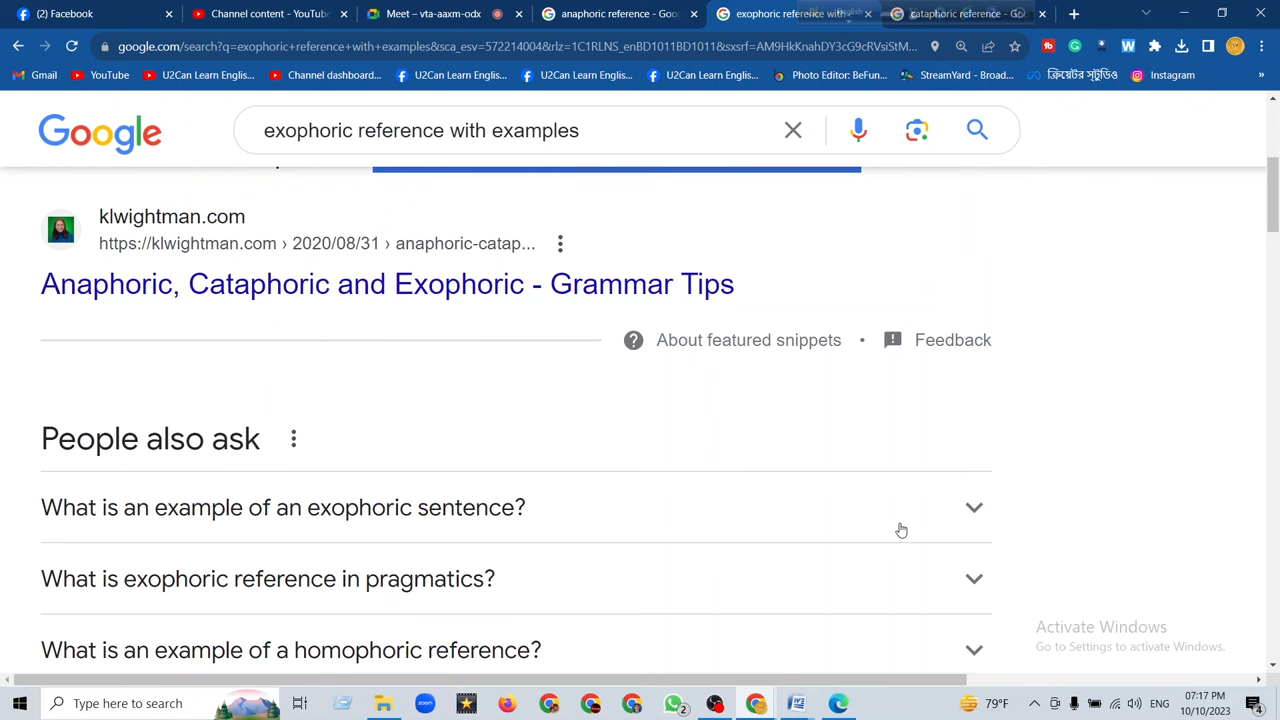 (2) Facebook
Channel content - YouTube
Meet – vta-aaxm-odx
anaphoric reference - Google
exophoric reference with
cataphoric reference - Go
google.com/search?q=exophoric+reference+with+examples&sca_esv=572214004&rlz=1C1RLNS_enBD1011BD1011&sxsrf=AM9HkKnahDY3cG9cRVsiStM...
Gmail
YouTube
U2Can Learn Englis...
Channel dashboard...
U2Can Learn Englis...
U2Can Learn Englis...
U2Can Learn Englis...
Photo Editor: BeFun...
StreamYard - Broad...
ক্রিয়েটর স্টুডিও
Instagram
»
Google
exophoric reference with examples
klwightman.com
https://klwightman.com › 2020/08/31 › anaphoric-catap...
Anaphoric, Cataphoric and Exophoric - Grammar Tips
About featured snippets • Feedback
People also ask
What is an example of an exophoric sentence?
What is exophoric reference in pragmatics?
What is an example of a homophoric reference?
Activate Windows
Go to Settings to activate Windows.
Type here to search
zoom
2
79°F
ENG
07:17 PM
10/10/2023
4